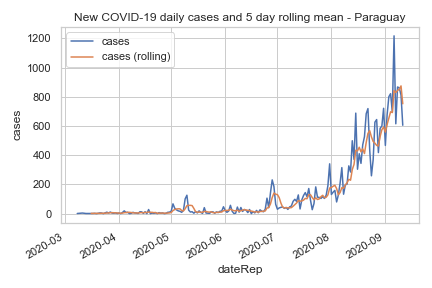 New COVID-19 daily cases and 5 day rolling mean - Paraguay
cases
cases (rolling)
1200
1000
800
600
400
200
0
cases
2020-03
2020-04
2020-05
2020-06
2020-07
2020-08
2020-09
dateRep